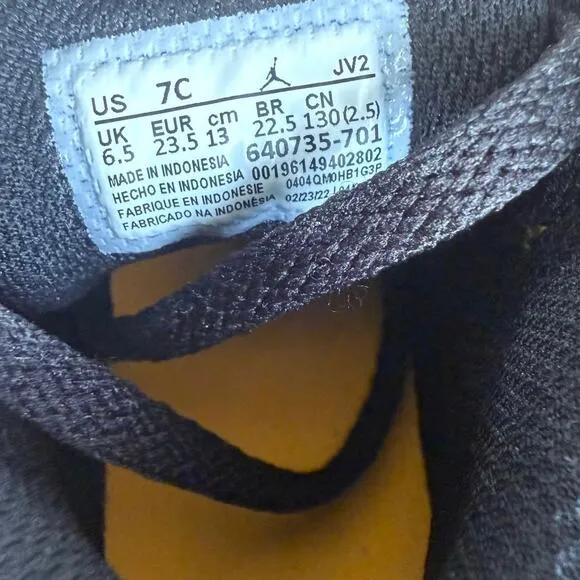 US 7C JV2
UK EUR cm BR CN
6.5 23.5 13 22.5 130(2.5)
640735-701
MADE IN INDONESIA 00196149402802
HECHO EN INDONESIA 0404QM0HB1G3P
FABRIQUE EN INDONESIE 02/23/22
FABRICADO NA INDONÉSIA